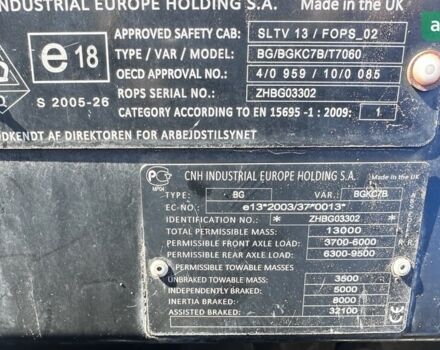 INDUSTRIAL EUROPE HOLDING S.A. Made in the UK
APPROVED SAFETY CAB: SLTV 13 / FOPS_02
TYPE / VAR / MODEL: BG/BGKC7B/T7060
OECD APPROVAL NO.: 4/0 959 / 10/0 085
ROPS SERIAL NO.: ZHBG03302
CATEGORY ACCORDING TO EN 15695 -1 : 2009: 1
e 18
S 2005-26
DKENDT AF DIREKTOREN FOR ARBEJDSTILSYNET
a
CNH INDUSTRIAL EUROPE HOLDING S.A. Made in the UK
MP04
TYPE: BG VAR.: BGKC7B
EC-NO.: e13*2003/37*0013*
IDENTIFICATION NO.: * ZHBG03302 *
TOTAL PERMISSIBLE MASS: 13000
PERMISSIBLE FRONT AXLE LOAD: 3700-6000
PERMISSIBLE REAR AXLE LOAD: 6300-9500
PERMISSIBLE TOWABLE MASSES
UNBRAKED TOWABLE MASS: 3500
INDEPENDENTLY BRAKED: 5000
INERTIA BRAKED: 8000
ASSISTED BRAKED: 32100
CE